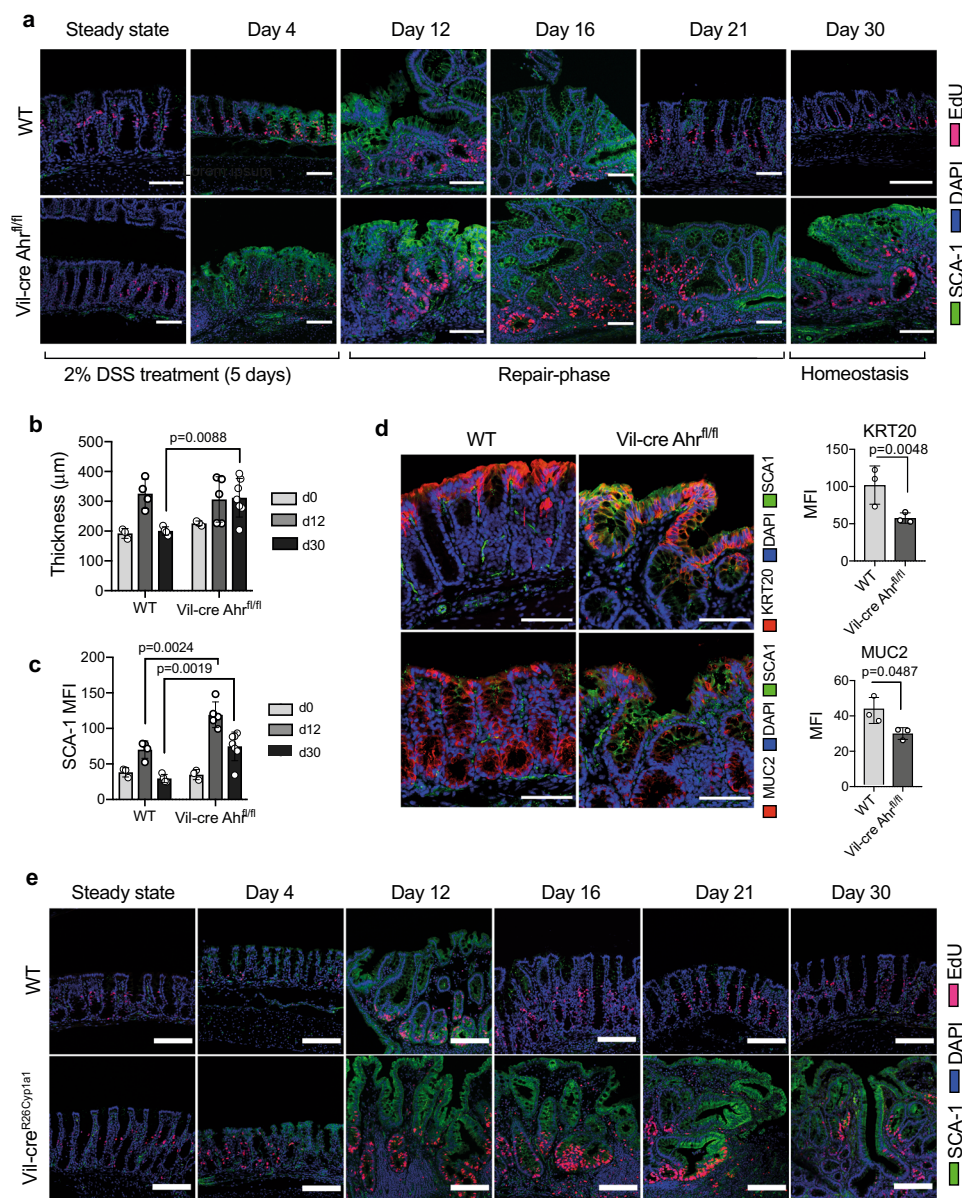 a
Steady state Day 4 Day 12 Day 16 Day 21 Day 30
WT
Vil-cre Ahrfl/fl
SCA-1 DAPI EdU
2% DSS treatment (5 days) Repair-phase Homeostasis
b
Thickness (µm)
500
400
300
200
100
0
p=0.0088
d0
d12
d30
WT Vil-cre Ahrfl/fl
c
SCA-1 MFI
200
150
100
50
0
p=0.0024
p=0.0019
d0
d12
d30
WT Vil-cre Ahrfl/fl
d
WT Vil-cre Ahrfl/fl
KRT20 DAPI SCA1
MUC2 DAPI SCA1
KRT20
p=0.0048
MFI
150
100
50
0
WT
Vil-cre Ahrfl/fl
MUC2
p=0.0487
MFI
60
40
20
0
WT
Vil-cre Ahrfl/fl
e
Steady state Day 4 Day 12 Day 16 Day 21 Day 30
WT
Vil-creR26Cyp1a1
SCA-1 DAPI EdU